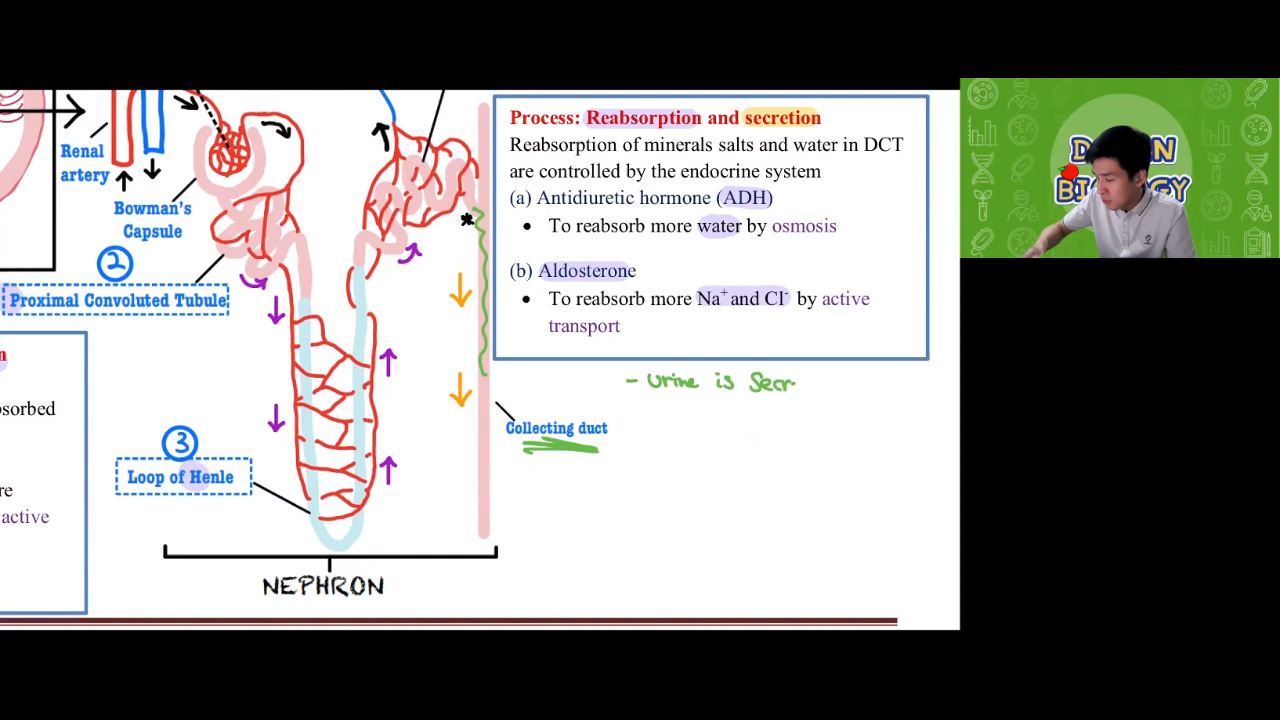 Renal
artery
Bowman's
Capsule
2
Proximal Convoluted Tubule
sorbed
re
active
3
Loop of Henle
NEPHRON
Process: Reabsorption and secretion
Reabsorption of minerals salts and water in DCT
are controlled by the endocrine system
(a) Antidiuretic hormone (ADH)
• To reabsorb more water by osmosis
(b) Aldosterone
• To reabsorb more Na⁺ and Cl⁻ by active
transport
*
- Urine is Secr
Collecting duct